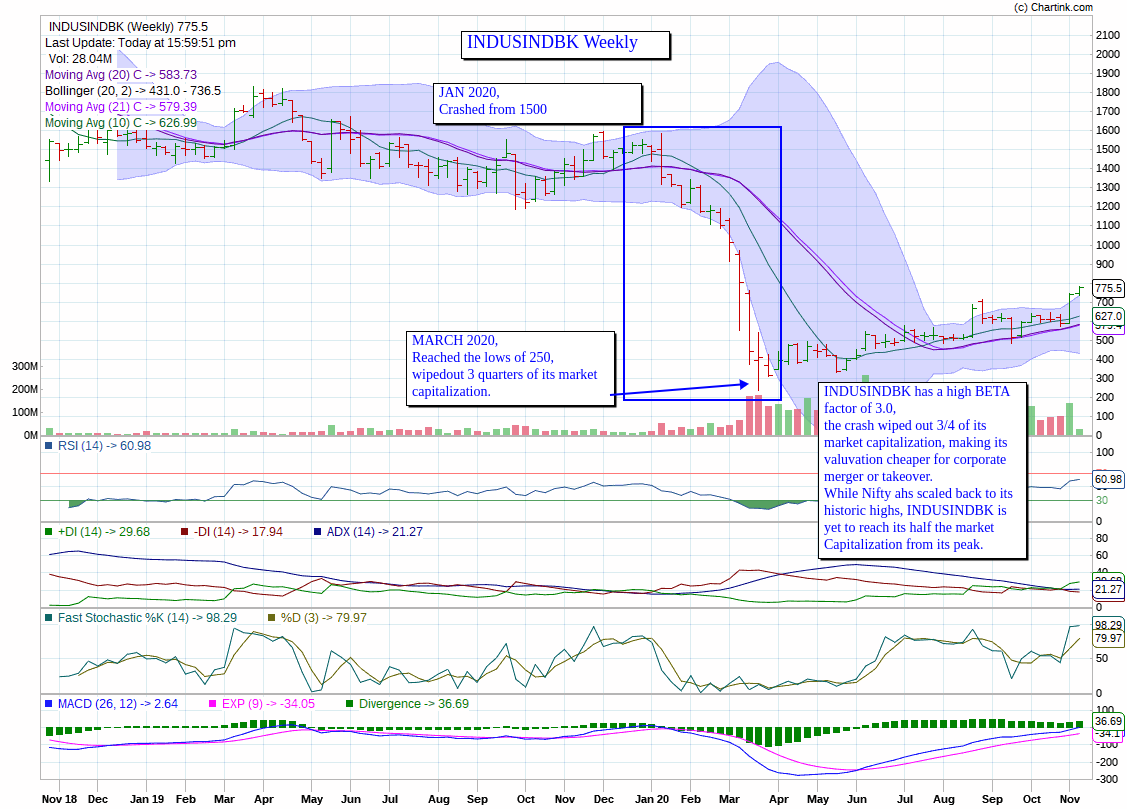 (c) Chartink.com
INDUSINDBK (Weekly) 775.5
Last Update: Today at 15:59:51 pm
Vol: 28.04M
Moving Avg (20) C -> 583.73
Bollinger (20, 2) -> 431.0 - 736.5
Moving Avg (21) C -> 579.39
Moving Avg (10) C -> 626.99
INDUSINDBK Weekly
JAN 2020,
Crashed from 1500
MARCH 2020,
Reached the lows of 250,
wipedout 3 quarters of its market
capitalization.
INDUSINDBK has a high BETA
factor of 3.0,
the crash wiped out 3/4 of its
market capitalization, making its
valuvation cheaper for corporate
merger or takeover.
While Nifty ahs scaled back to its
historic highs, INDUSINDBK is
yet to reach its half the market
Capitalization from its peak.
2100
2000
1900
1800
1700
1600
1500
1400
1300
1200
1100
1000
900
775.5
700
627.0
500
400
300
200
100
0
300M
200M
100M
0M
RSI (14) -> 60.98
100
60.98
30
0
+DI (14) -> 29.68 -DI (14) -> 17.94 ADX (14) -> 21.27
80
60
21.27
0
Fast Stochastic %K (14) -> 98.29 %D (3) -> 79.97
98.29
79.97
50
0
MACD (26, 12) -> 2.64 EXP (9) -> -34.05 Divergence -> 36.69
100
36.69
-34.1
-100
-200
-300
Nov 18 Dec Jan 19 Feb Mar Apr May Jun Jul Aug Sep Oct Nov Dec Jan 20 Feb Mar Apr May Jun Jul Aug Sep Oct Nov